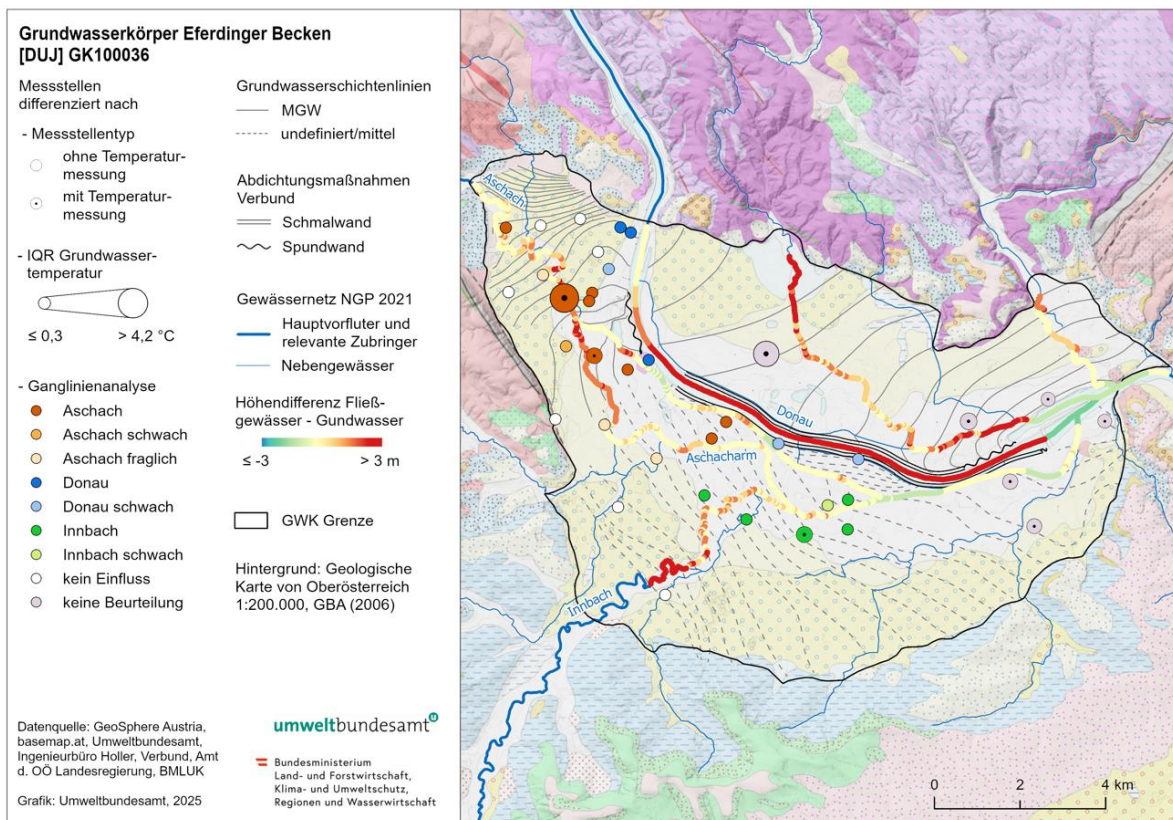 Grundwasserkörper Eferdinger Becken
[DUJ] GK100036
Messstellen
differenziert nach
- Messstellentyp
ohne Temperatur-
messung
mit Temperatur-
messung
- IQR Grundwasser-
temperatur
≤ 0,3
> 4,2 °C
- Ganglinienanalyse
Aschach
Aschach schwach
Aschach fraglich
Donau
Donau schwach
Innbach
Innbach schwach
kein Einfluss
keine Beurteilung
Grundwasserschichtenlinien
MGW
undefiniert/mittel
Abdichtungsmaßnahmen
Verbund
Schmalwand
Spundwand
Gewässernetz NGP 2021
Hauptvorfluter und
relevante Zubringer
Nebengewässer
Höhendifferenz Fließ-
gewässer - Gundwasser
≤ -3
> 3 m
GWK Grenze
Hintergrund: Geologische
Karte von Oberösterreich
1:200.000, GBA (2006)
Datenquelle: GeoSphere Austria,
basemap.at, Umweltbundesamt,
Ingenieurbüro Holler, Verbund, Amt
d. OÖ Landesregierung, BMLUK
Grafik: Umweltbundesamt, 2025
umweltbundesamt
u
Bundesministerium
Land- und Forstwirtschaft,
Klima- und Umweltschutz,
Regionen und Wasserwirtschaft
Aschach
Donau
Aschacharm
Innbach
0
2
4 km